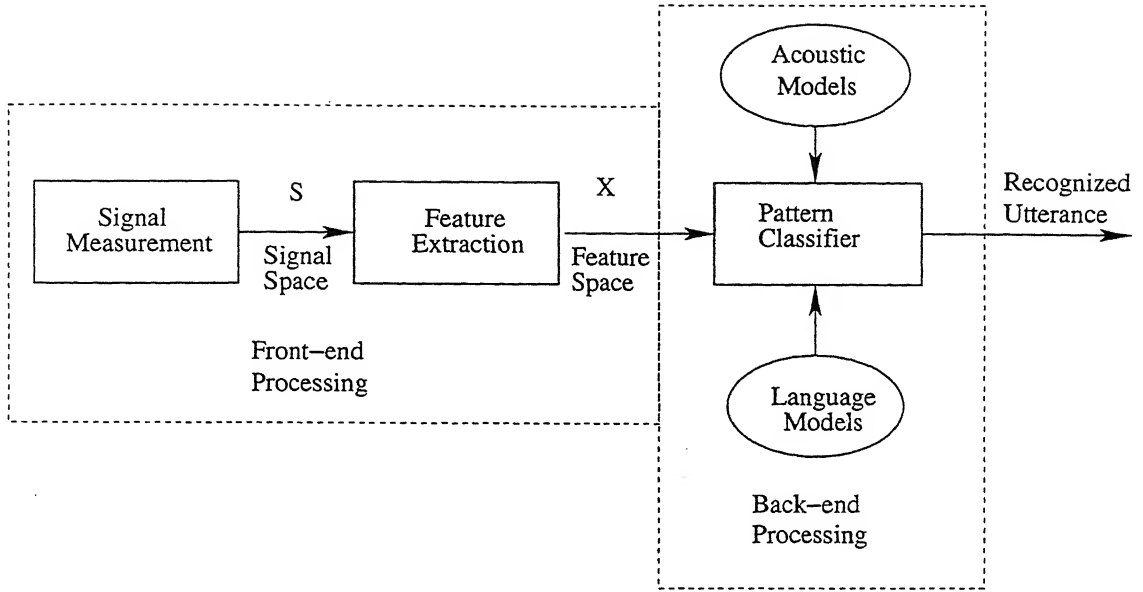 Acoustic
Models
Signal
Measurement
S
Signal
Space
Feature
Extraction
X
Feature
Space
Pattern
Classifier
Recognized
Utterance
Front–end
Processing
Language
Models
Back–end
Processing